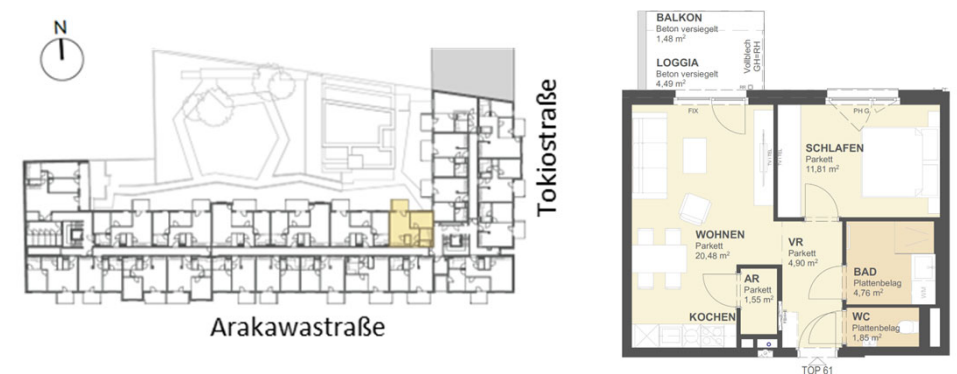 N
Tokiostraße
Arakawastraße
BALKON
Beton versiegelt
1,48 m²
LOGGIA
Beton versiegelt
4,49 m²
Vollblech
GH=RH
FIX
PH G
SCHLAFEN
Parkett
11,81 m²
WOHNEN
Parkett
20,48 m²
VR
Parkett
4,90 m²
AR
Parkett
1,55 m²
BAD
Plattenbelag
4,76 m²
KOCHEN
WC
Plattenbelag
1,85 m²
TOP 61